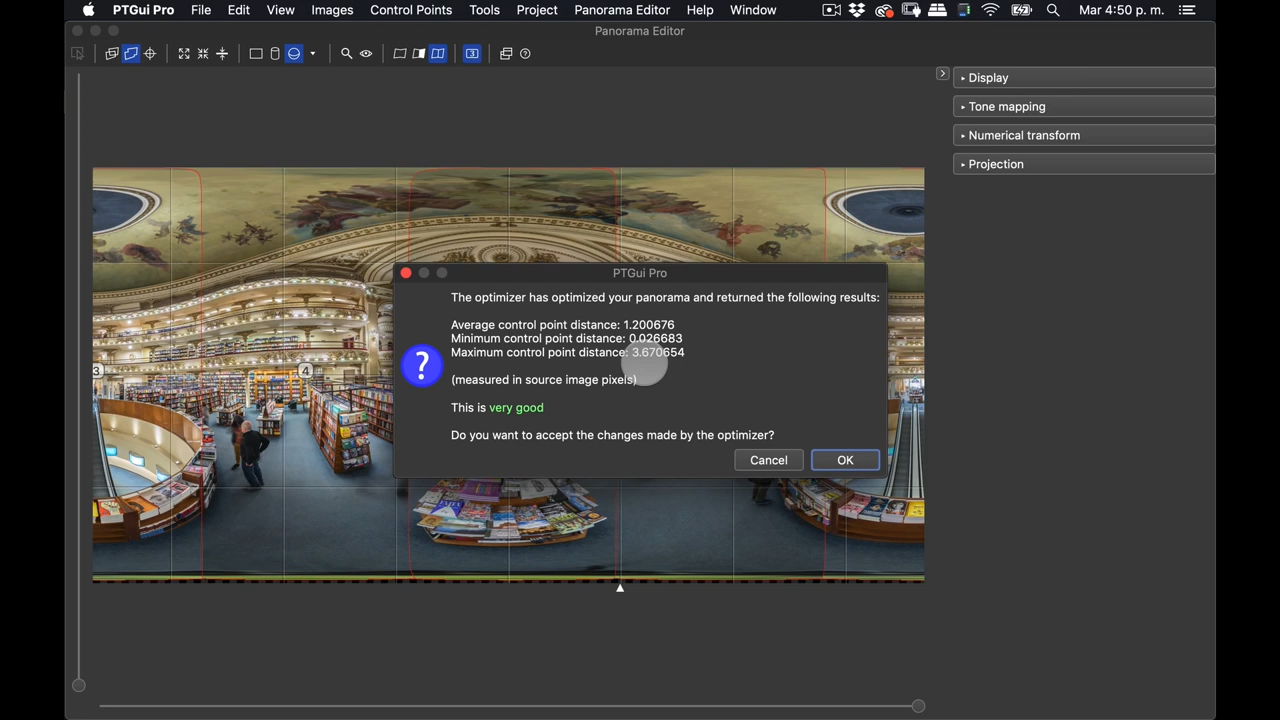 PTGui Pro File Edit View Images Control Points Tools Project Panorama Editor Help Window Mar 4:50 p. m.
Panorama Editor
3
Display
Tone mapping
Numerical transform
Projection
PTGui Pro
The optimizer has optimized your panorama and returned the following results:
Average control point distance: 1.200676
Minimum control point distance: 0.026683
Maximum control point distance: 3.670654
(measured in source image pixels)
This is very good
Do you want to accept the changes made by the optimizer?
Cancel OK
3
4